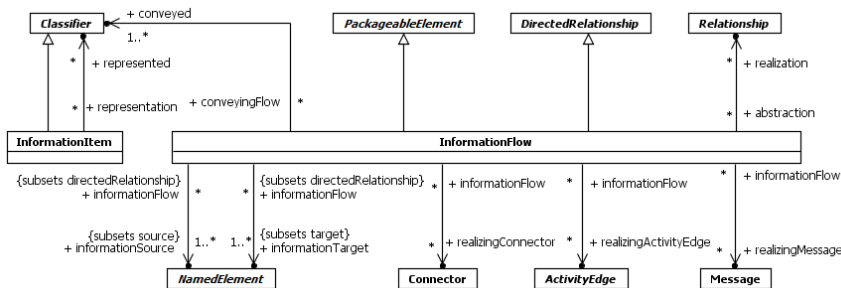 Classifier
+ conveyed
1..*
PackageableElement
DirectedRelationship
Relationship
* + represented
* + realization
* + representation
+ conveyingFlow *
* + abstraction
InformationItem
InformationFlow
{subsets directedRelationship}
+ informationFlow *
* {subsets directedRelationship}
+ informationFlow
* + informationFlow
* + informationFlow
* + informationFlow
{subsets source}
+ informationSource 1..*
1..* {subsets target}
+ informationTarget
* + realizingConnector
* + realizingActivityEdge
* + realizingMessage
NamedElement
Connector
ActivityEdge
Message